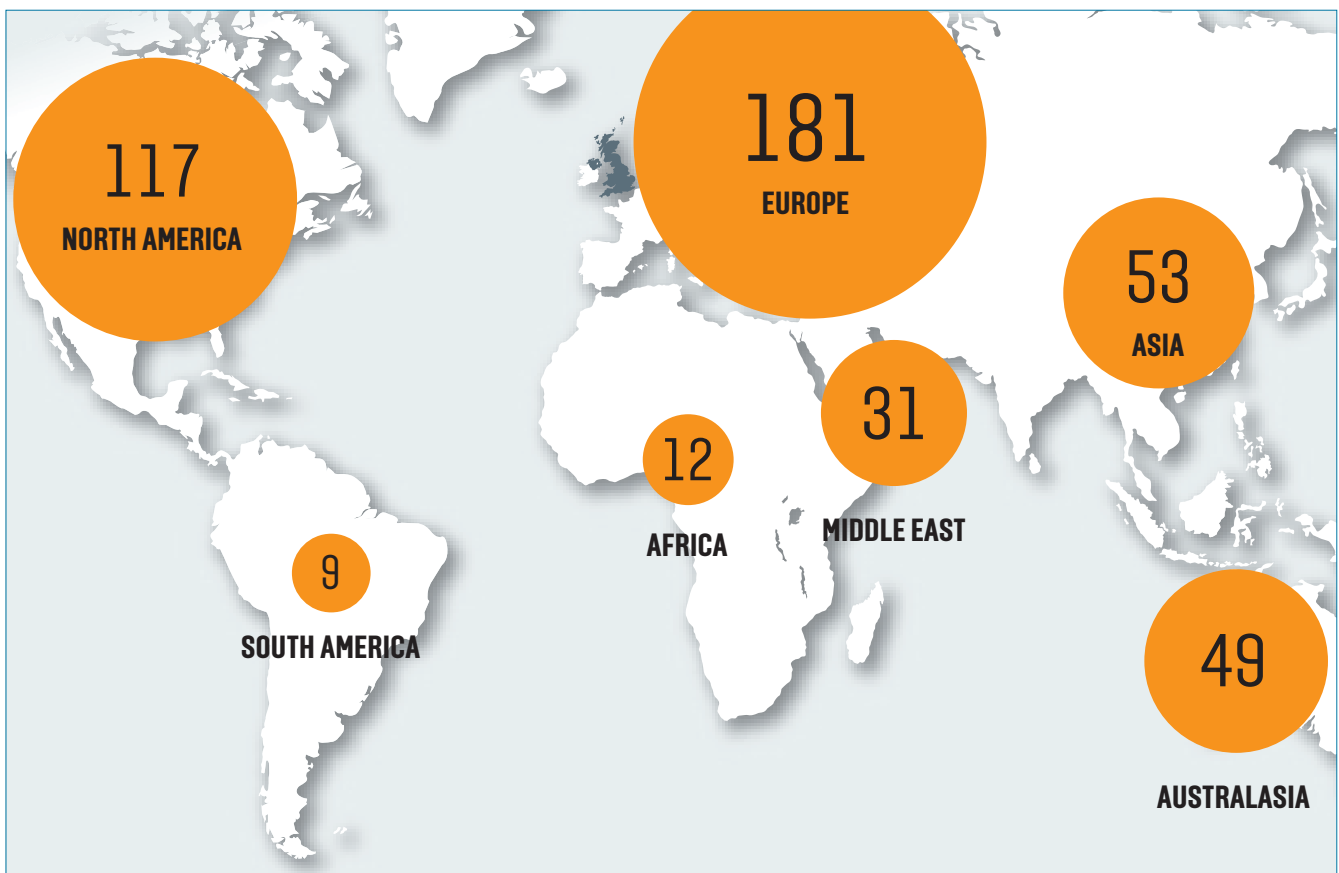 117
NORTH AMERICA
181
EUROPE
53
ASIA
31
MIDDLE EAST
12
AFRICA
9
SOUTH AMERICA
49
AUSTRALASIA